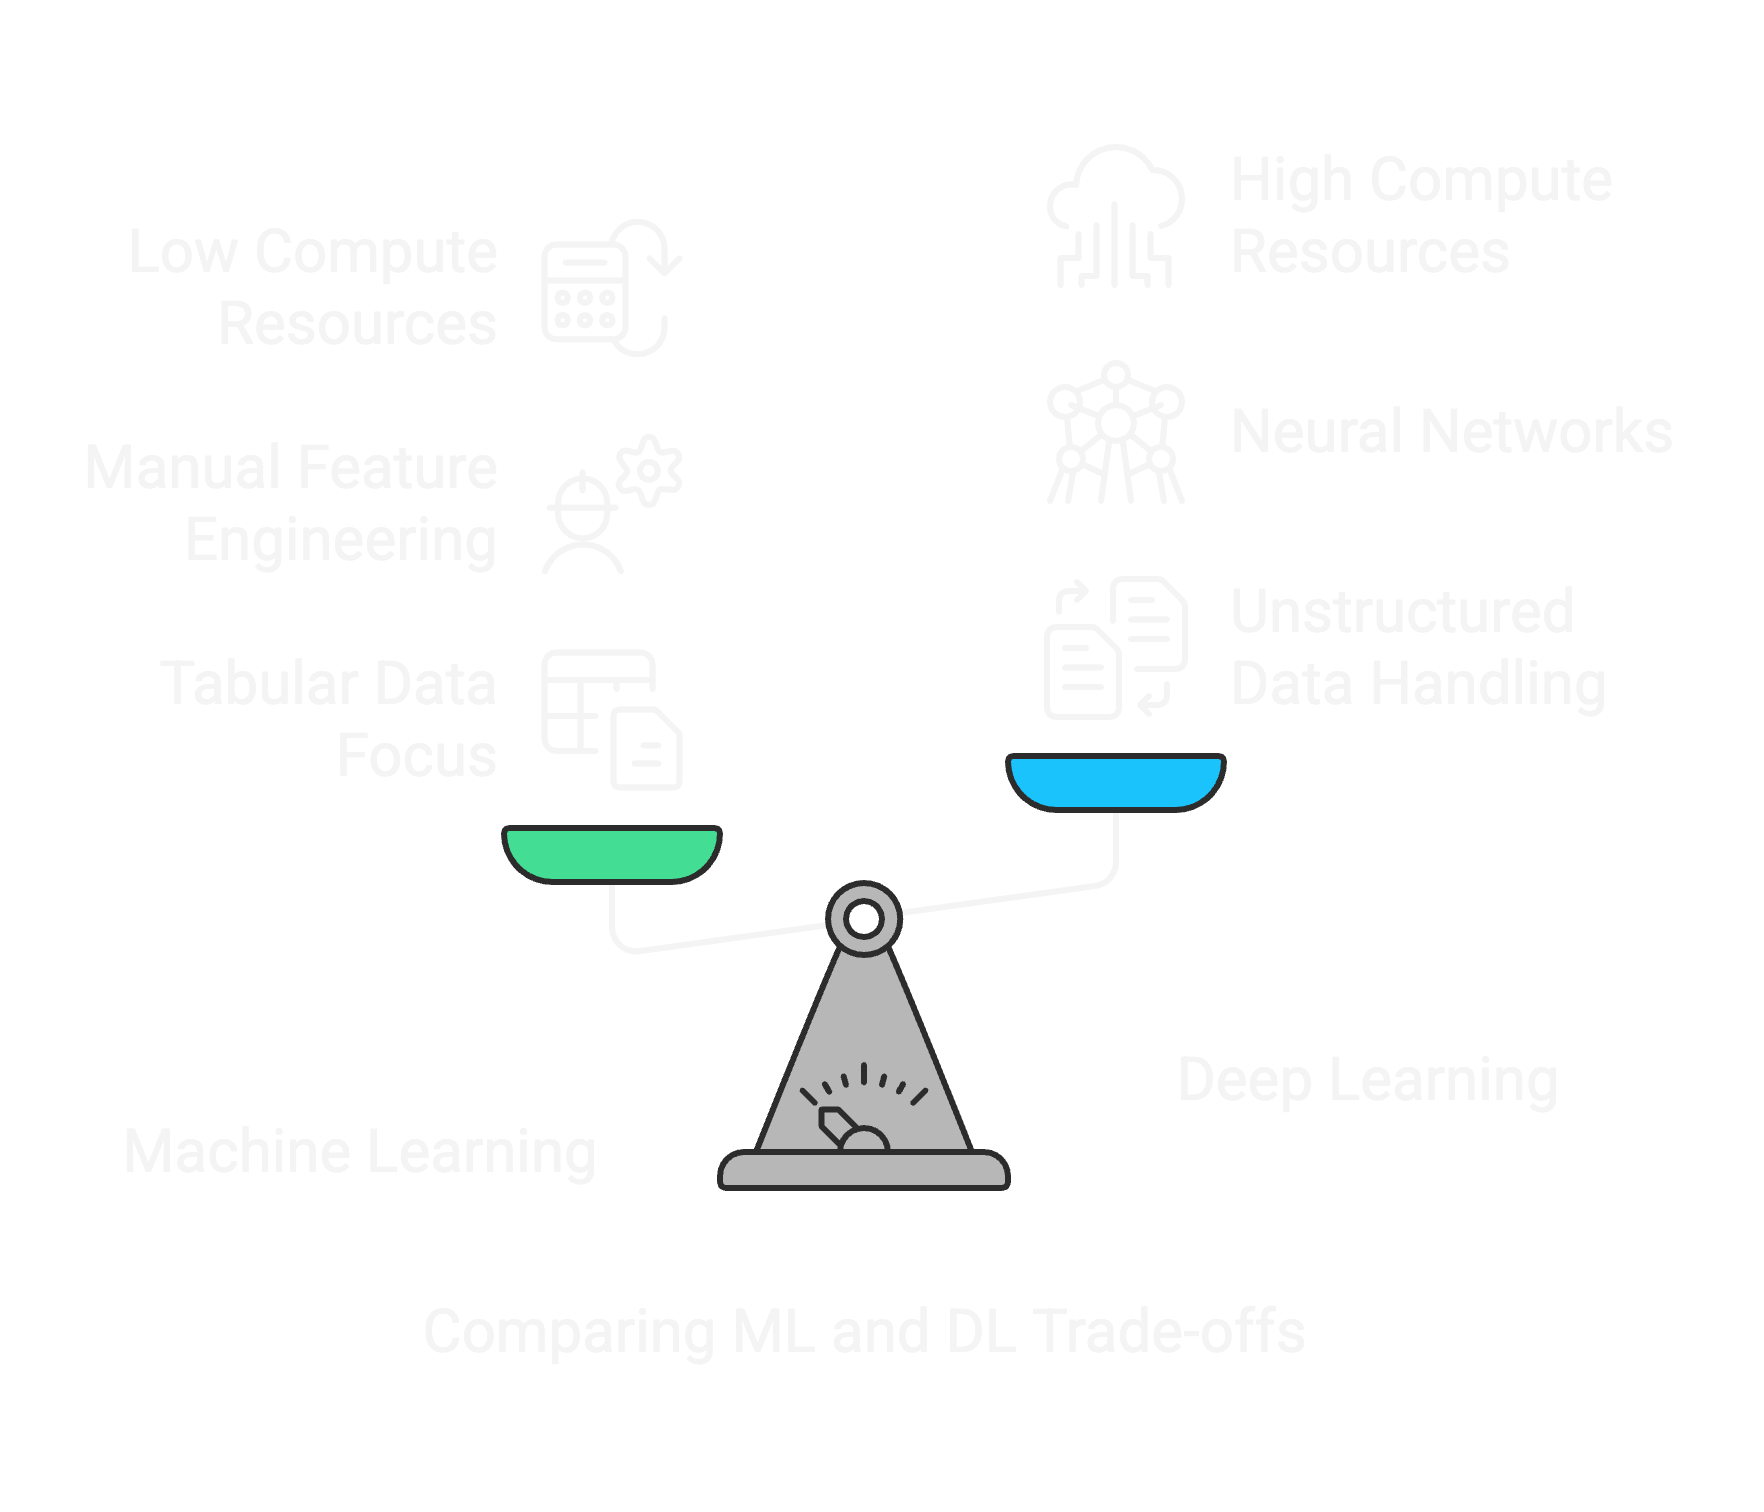 Low Compute
Resources
Manual Feature
Engineering
Tabular Data
Focus
High Compute
Resources
Neural Networks
Unstructured
Data Handling
Machine Learning
Deep Learning
Comparing ML and DL Trade-offs